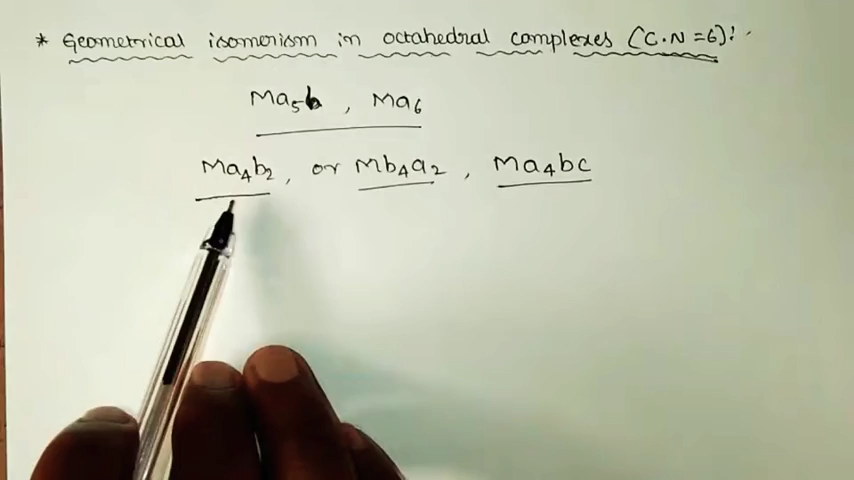 * Geometrical isomerism in octahedral complexes (C.N=6):
Ma₅b, Ma₆
Ma₄b₂, or Mb₄a₂, Ma₄bc